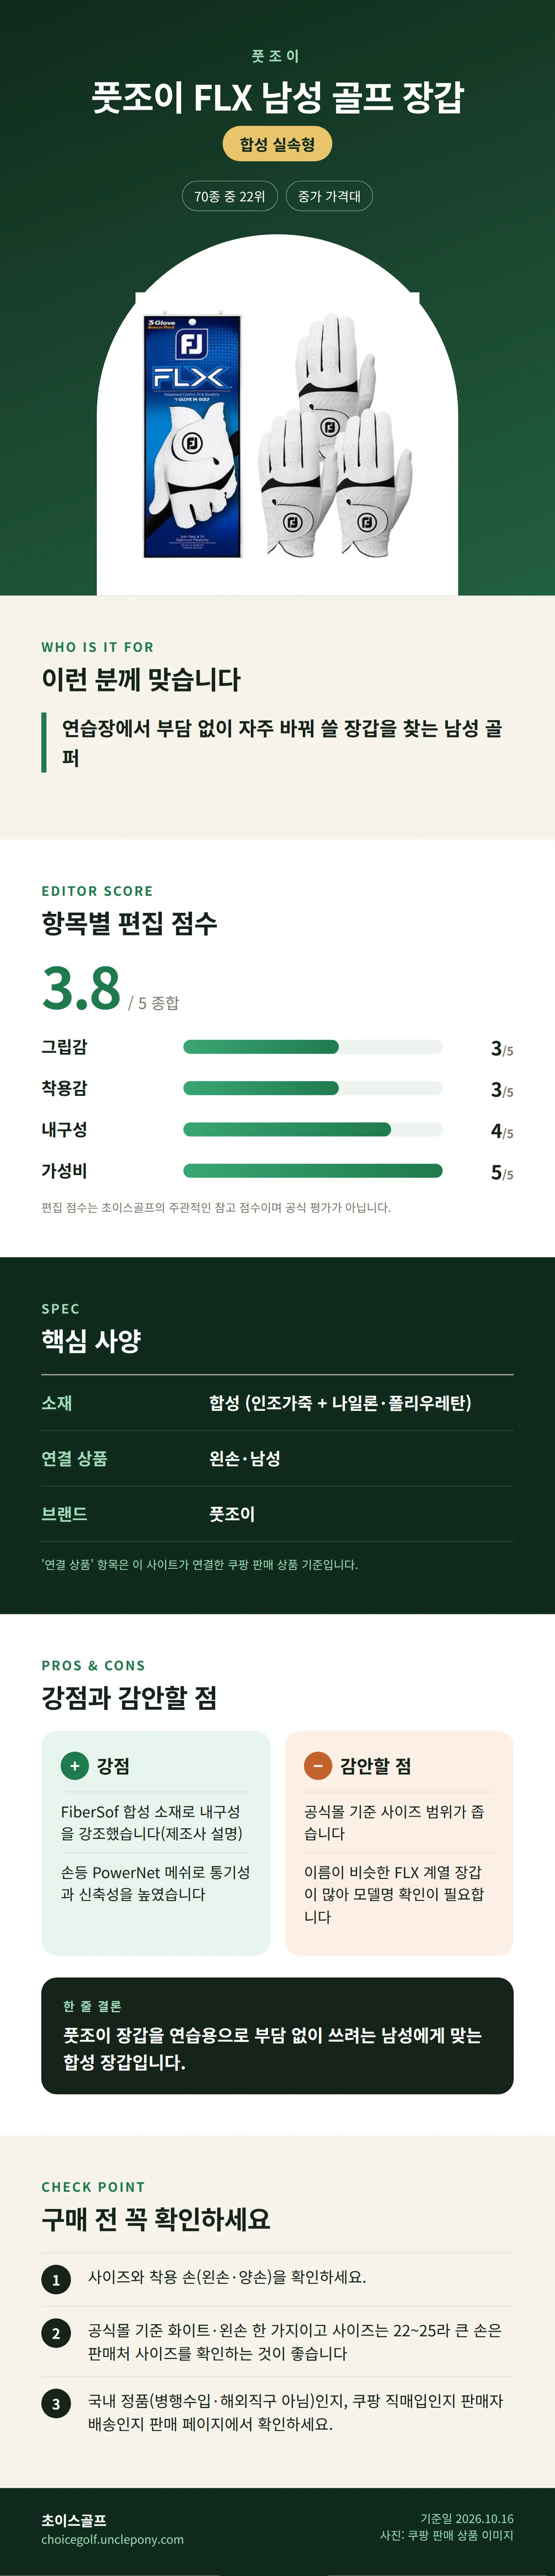 풋조이
풋조이 FLX 남성 골프 장갑
합성 실속형
70종 중 22위
중가 가격대
3 Glove
Bonus Pack
FJ
FLX
Exceptional Comfort, Fit & Durability
#1 GLOVE IN GOLF
FJ
FJ
FJ
FJ
Soft Feel & Fit
Optimum Flexibility
WHO IS IT FOR
이런 분께 맞습니다
연습장에서 부담 없이 자주 바꿔 쓸 장갑을 찾는 남성 골
퍼
EDITOR SCORE
항목별 편집 점수
3.8 / 5 종합
그립감 3/5
착용감 3/5
내구성 4/5
가성비 5/5
편집 점수는 초이스골프의 주관적인 참고 점수이며 공식 평가가 아닙니다.
SPEC
핵심 사양
소재 합성 (인조가죽 + 나일론·폴리우레탄)
연결 상품 왼손·남성
브랜드 풋조이
'연결 상품' 항목은 이 사이트가 연결한 쿠팡 판매 상품 기준입니다.
PROS & CONS
강점과 감안할 점
+ 강점
FiberSof 합성 소재로 내구성
을 강조했습니다(제조사 설명)
손등 PowerNet 메쉬로 통기성
과 신축성을 높였습니다
− 감안할 점
공식몰 기준 사이즈 범위가 좁
습니다
이름이 비슷한 FLX 계열 장갑
이 많아 모델명 확인이 필요합
니다
한 줄 결론
풋조이 장갑을 연습용으로 부담 없이 쓰려는 남성에게 맞는
합성 장갑입니다.
CHECK POINT
구매 전 꼭 확인하세요
1 사이즈와 착용 손(왼손·양손)을 확인하세요.
2 공식몰 기준 화이트·왼손 한 가지이고 사이즈는 22~25라 큰 손은
판매처 사이즈를 확인하는 것이 좋습니다
3 국내 정품(병행수입·해외직구 아님)인지, 쿠팡 직매입인지 판매자
배송인지 판매 페이지에서 확인하세요.
초이스골프
choicegolf.unclepony.com
기준일 2026.10.16
사진: 쿠팡 판매 상품 이미지